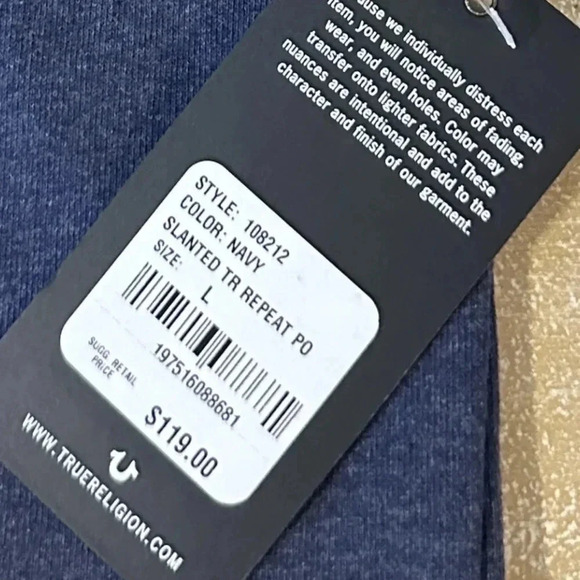 ause we individually distress each
item, you will notice areas of fading,
wear, and even holes. Color may
transfer onto lighter fabrics. These
nuances are intentional and add to the
character and finish of our garment.
STYLE: 108212
COLOR: NAVY
SLANTED TR REPEAT PO
SIZE: L
197516088681
SUGG. RETAIL
PRICE
$119.00
WWW.TRUERELIGION.COM